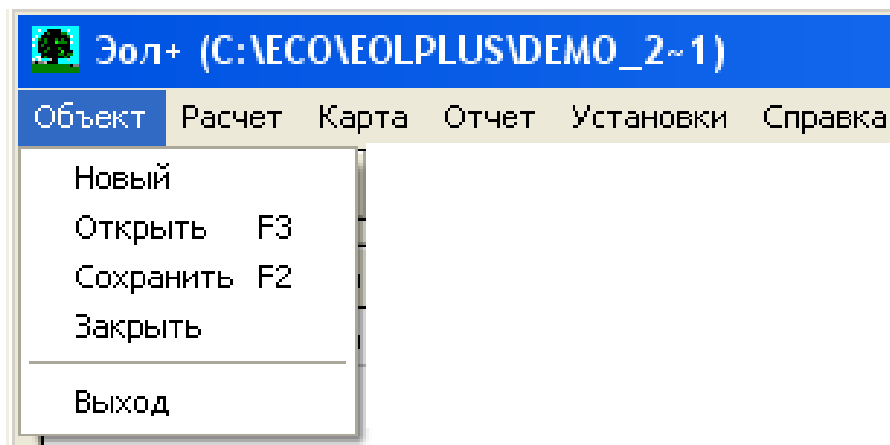 Эол+ (C:\ECO\EOLPLUS\DEMO_2~1)
Объект Расчет Карта Отчет Установки Справка
Новый
Открыть F3
Сохранить F2
Закрыть
Выход